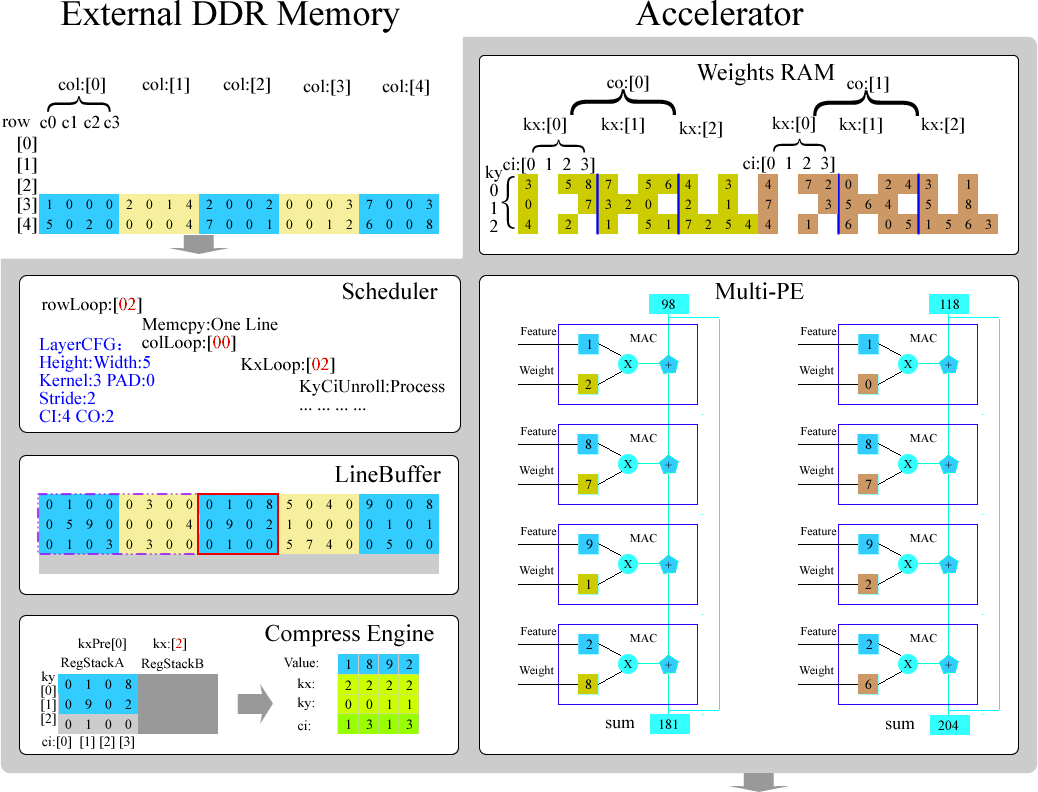 External DDR Memory
Accelerator
col:[0] col:[1] col:[2] col:[3] col:[4]
row c0 c1 c2 c3
[0]
[1]
[2]
[3] 1 0 0 0 2 0 1 4 2 0 0 2 0 0 0 3 7 0 0 3
[4] 5 0 2 0 0 0 0 4 7 0 0 1 0 0 1 2 6 0 0 8
Weights RAM
co:[0] co:[1]
kx:[0] kx:[1] kx:[2] kx:[0] kx:[1] kx:[2]
ky ci:[0 1 2 3] ci:[0 1 2 3]
0 3 5 8 7 5 6 4 3 4 7 2 0 2 4 3 1
1 0 7 3 2 0 2 1 7 3 5 6 4 5 8
2 4 2 1 5 1 7 2 5 4 4 1 6 0 5 1 5 6 3
Scheduler
rowLoop:[02]
Memcpy:One Line
LayerCFG: colLoop:[00]
Height:Width:5 KxLoop:[02]
Kernel:3 PAD:0 KyCiUnroll:Process
Stride:2 ... ... ... ...
CI:4 CO:2
LineBuffer
0 1 0 0 0 3 0 0 0 1 0 8 5 0 4 0 9 0 0 8
0 5 9 0 0 0 0 4 0 9 0 2 1 0 0 0 0 1 0 1
0 1 0 3 0 3 0 0 0 1 0 0 5 7 4 0 0 5 0 0
Compress Engine
kxPre[0] kx:[2]
RegStackA RegStackB
ky
[0] 0 1 0 8
[1] 0 9 0 2
[2] 0 1 0 0
ci:[0] [1] [2] [3]
Value: 1 8 9 2
kx: 2 2 2 2
ky: 0 0 1 1
ci: 1 3 1 3
Multi-PE
98
Feature 1 MAC
X +
Weight 2
Feature 8 MAC
X +
Weight 7
Feature 9 MAC
X +
Weight 1
Feature 2 MAC
X +
Weight 8
sum 181
118
Feature 1 MAC
X +
Weight 0
Feature 8 MAC
X +
Weight 7
Feature 9 MAC
X +
Weight 2
Feature 2 MAC
X +
Weight 6
sum 204